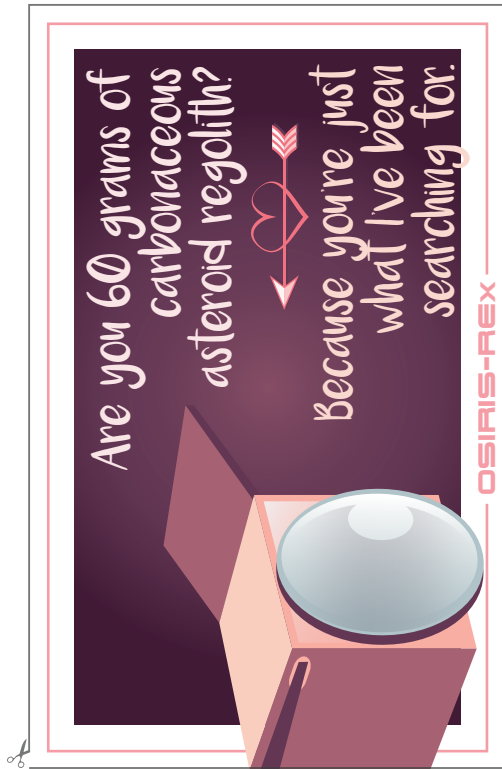 Are you 60 grams of
carbonaceous
asteroid regolith?
Because you're just
what I've been
searching for.
OSIRIS-REX